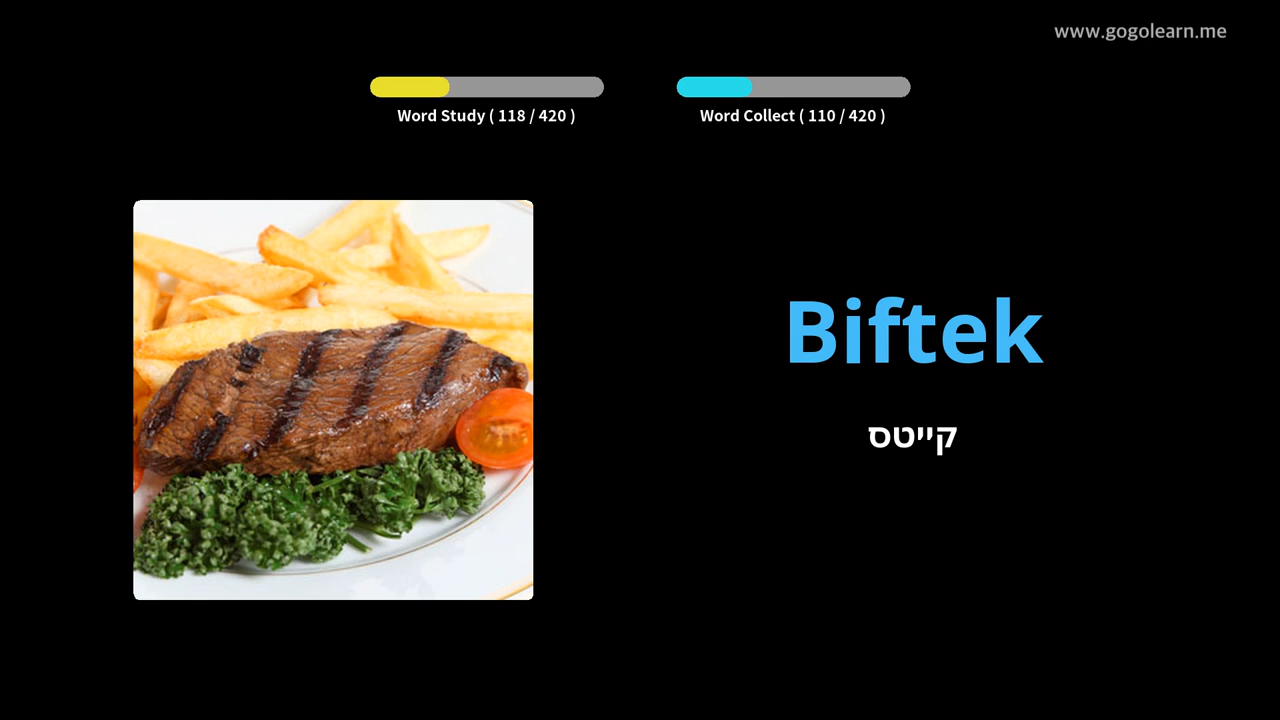 www.gogolearn.me
Word Study ( 118 / 420 )
Word Collect ( 110 / 420 )
Biftek
קייטס